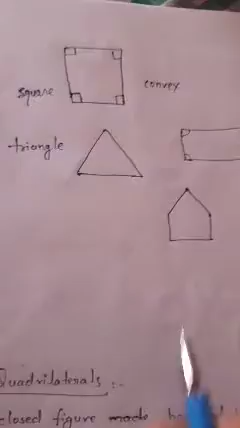 square convex
triangle
Quadrilaterals :-
closed figure made